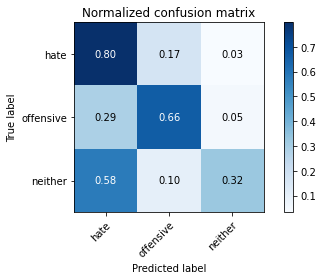 Normalized confusion matrix
hate 0.80 0.17 0.03
offensive 0.29 0.66 0.05
neither 0.58 0.10 0.32
hate offensive neither
True label
Predicted label
0.7
0.6
0.5
0.4
0.3
0.2
0.1